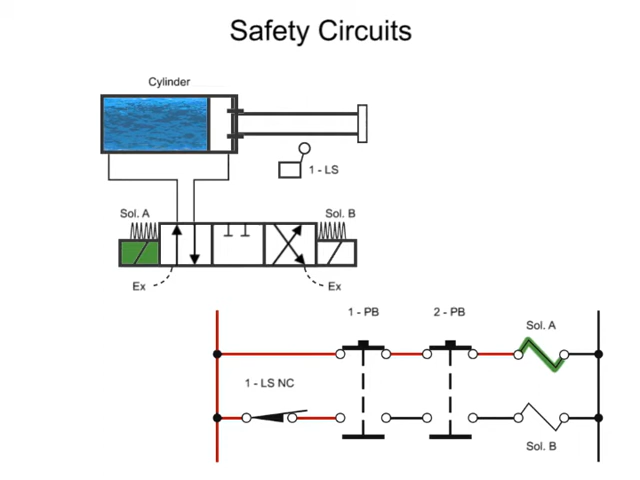 Safety Circuits
Cylinder
1 - LS
Sol. A
Sol. B
Ex
Ex
1 - PB
2 - PB
Sol. A
1 - LS NC
Sol. B